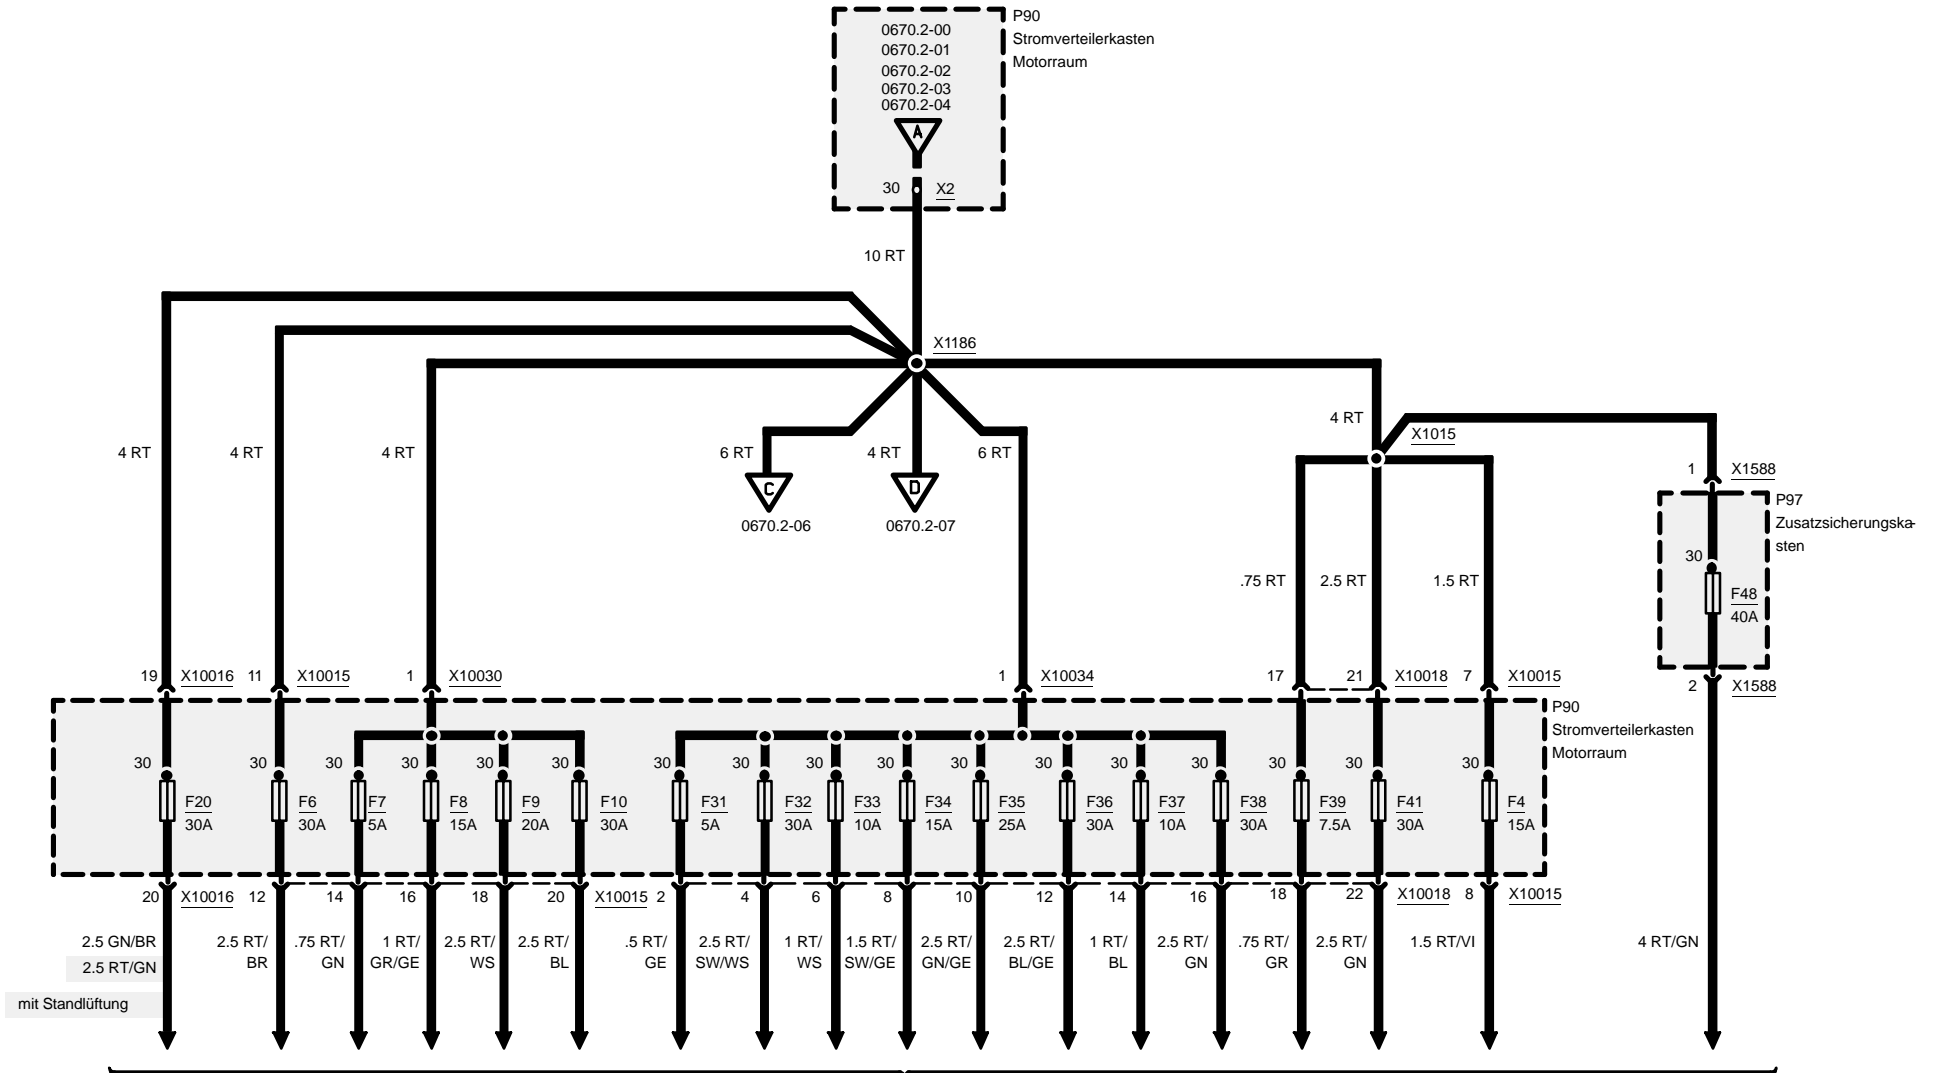 P90
Stromverteilerkasten
Motorraum
0670.2-00
0670.2-01
0670.2-02
0670.2-03
0670.2-04
A
30 X2
10 RT
X1186
4 RT 4 RT 4 RT 6 RT 4 RT 6 RT 4 RT
X1015
C D
0670.2-06 0670.2-07
1 X1588
P97
Zusatzsicherungska-
sten
30
F48
40A
2 X1588
.75 RT 2.5 RT 1.5 RT
19 X10016 11 X10015 1 X10030 1 X10034 17 21 X10018 7 X10015
P90
Stromverteilerkasten
Motorraum
30 30 30 30 30 30 30 30 30 30 30 30 30 30 30 30 30
F20 F6 F7 F8 F9 F10 F31 F32 F33 F34 F35 F36 F37 F38 F39 F41 F4
30A 30A 5A 15A 20A 30A 5A 30A 10A 15A 25A 30A 10A 30A 7.5A 30A 15A
20 X10016 12 14 16 18 20 X10015 2 4 6 8 10 12 14 16 18 22 X10018 8 X10015
2.5 GN/BR 2.5 RT/ .75 RT/ 1 RT/ 2.5 RT/ 2.5 RT/ .5 RT/ 2.5 RT/ 1 RT/ 1.5 RT/ 2.5 RT/ 2.5 RT/ 1 RT/ 2.5 RT/ .75 RT/ 2.5 RT/ 1.5 RT/VI 4 RT/GN
2.5 RT/GN BR GN GR/GE WS BL GE SW/WS WS SW/GE GN/GE BL/GE BL GN GR GN
mit Standlüftung